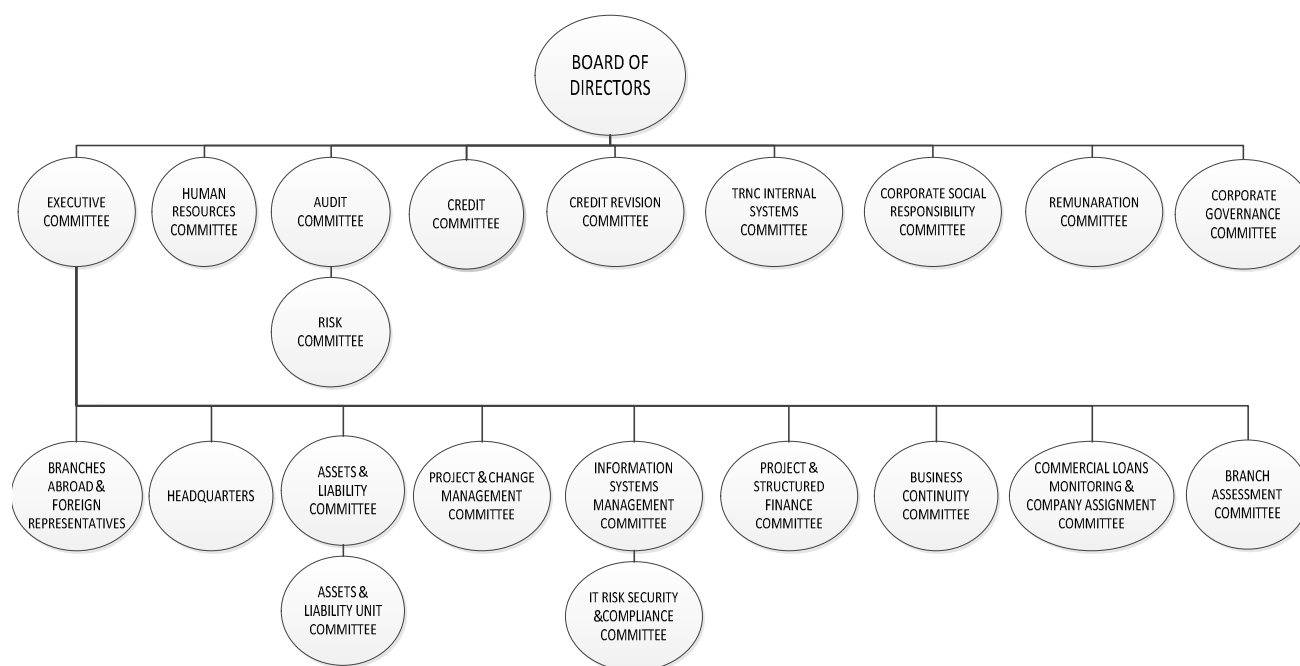 BOARD OF
DIRECTORS
EXECUTIVE
COMMITTEE
HUMAN
RESOURCES
COMMITTEE
AUDIT
COMMITTEE
CREDIT
COMMITTEE
CREDIT REVISION
COMMITTEE
TRNC INTERNAL
SYSTEMS
COMMITTEE
CORPORATE SOCIAL
RESPONSIBILITY
COMMITTEE
REMUNARATION
COMMITTEE
CORPORATE
GOVERNANCE
COMMITTEE
RISK
COMMITTEE
BRANCHES
ABROAD &
FOREIGN
REPRESENTATIVES
HEADQUARTERS
ASSETS &
LIABILITY
COMMITTEE
PROJECT & CHANGE
MANAGEMENT
COMMITTEE
INFORMATION
SYSTEMS
MANAGEMENT
COMMITTEE
PROJECT &
STRUCTURED
FINANCE
COMMITTEE
BUSINESS
CONTINUITY
COMMITTEE
COMMERCIAL LOANS
MONITORING &
COMPANY ASSIGNMENT
COMMITTEE
BRANCH
ASSESSMENT
COMMITTEE
ASSETS &
LIABILITY UNIT
COMMITTEE
IT RISK SECURITY
&COMPLIANCE
COMMITTEE